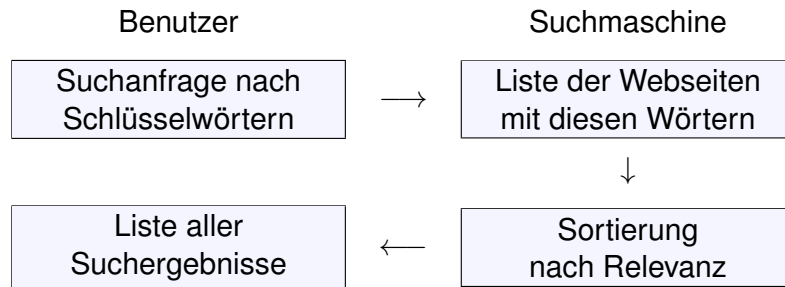 Benutzer
Suchmaschine
Suchanfrage nach
Schlüsselwörtern
Liste der Webseiten
mit diesen Wörtern
Liste aller
Suchergebnisse
Sortierung
nach Relevanz